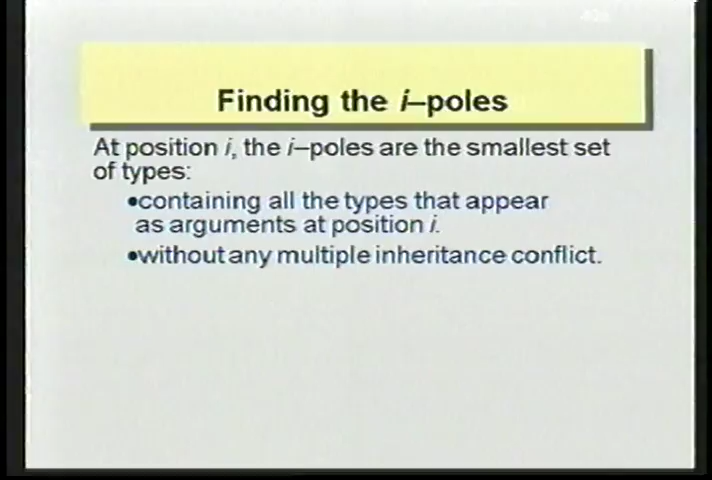 Finding the i–poles
At position i, the i–poles are the smallest set
of types:
•containing all the types that appear
as arguments at position i.
•without any multiple inheritance conflict.